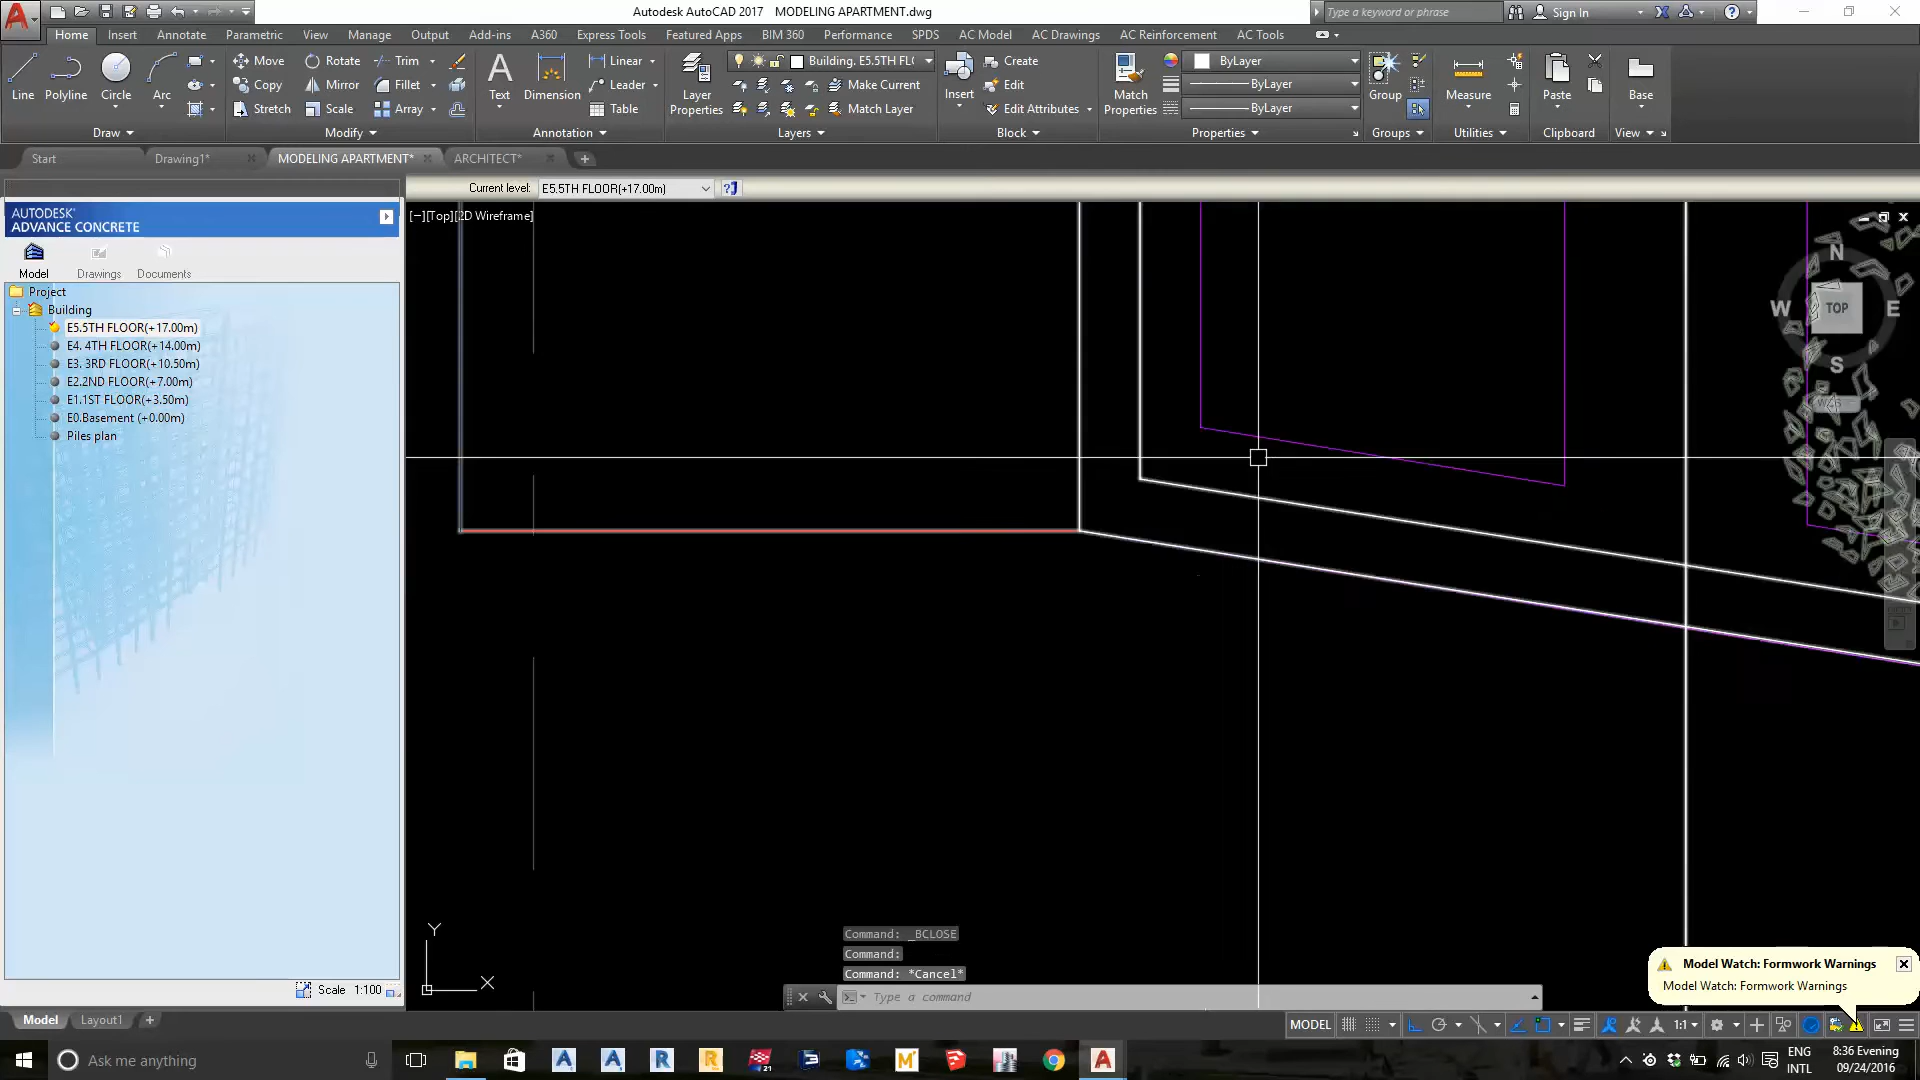 Autodesk AutoCAD 2017 MODELING APARTMENT.dwg
Type a keyword or phrase
Sign In
Home Insert Annotate Parametric View Manage Output Add-ins A360 Express Tools Featured Apps BIM 360 Performance SPDS AC Model AC Drawings AC Reinforcement AC Tools
Line Polyline Circle Arc
Move Rotate Trim
Copy Mirror Fillet
Stretch Scale Array
Text Dimension
Linear
Leader
Table
Layer Properties
Building. E5.5TH FL(
Make Current
Match Layer
Insert
Create
Edit
Edit Attributes
Match Properties
ByLayer
ByLayer
ByLayer
Group
Measure
Paste
Base
Draw Modify Annotation Layers Block Properties Groups Utilities Clipboard View
Start Drawing1* MODELING APARTMENT* ARCHITECT*
Current level: E5.5TH FLOOR(+17.00m)
AUTODESK
ADVANCE CONCRETE
Model Drawings Documents
Project
Building
E5.5TH FLOOR(+17.00m)
E4. 4TH FLOOR(+14.00m)
E3. 3RD FLOOR(+10.50m)
E2.2ND FLOOR(+7.00m)
E1.1ST FLOOR(+3.50m)
E0.Basement (+0.00m)
Piles plan
[−][Top][2D Wireframe]
N
W TOP E
S
WCS
Y
X
Command: _BCLOSE
Command:
Command: *Cancel*
Type a command
Model Watch: Formwork Warnings
Model Watch: Formwork Warnings
Scale 1:100
Model Layout1
MODEL
1:1
Ask me anything
21
ENG
INTL
8:36 Evening
09/24/2016